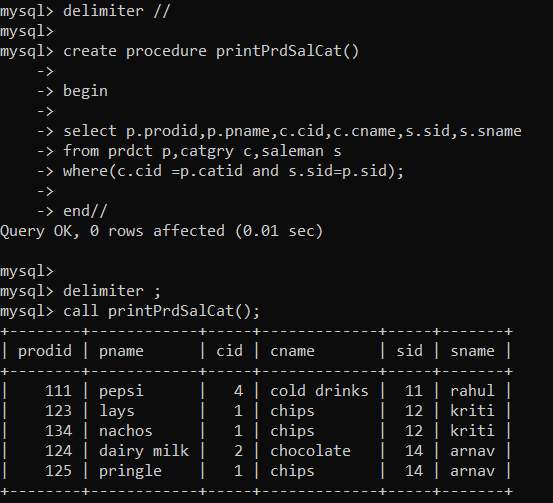 mysql> delimiter //
mysql>
mysql> create procedure printPrdSalCat()
    ->
    -> begin
    ->
    -> select p.prodid,p.pname,c.cid,c.cname,s.sid,s.sname
    -> from prdct p,catgry c,saleman s
    -> where(c.cid =p.catid and s.sid=p.sid);
    ->
    -> end//
Query OK, 0 rows affected (0.01 sec)

mysql>
mysql> delimiter ;
mysql> call printPrdSalCat();
+--------+------------+-----+-------------+-----+-------+
| prodid | pname      | cid | cname       | sid | sname |
+--------+------------+-----+-------------+-----+-------+
|    111 | pepsi      |   4 | cold drinks |  11 | rahul |
|    123 | lays       |   1 | chips       |  12 | kriti |
|    134 | nachos     |   1 | chips       |  12 | kriti |
|    124 | dairy milk |   2 | chocolate   |  14 | arnav |
|    125 | pringle    |   1 | chips       |  14 | arnav |
+--------+------------+-----+-------------+-----+-------+